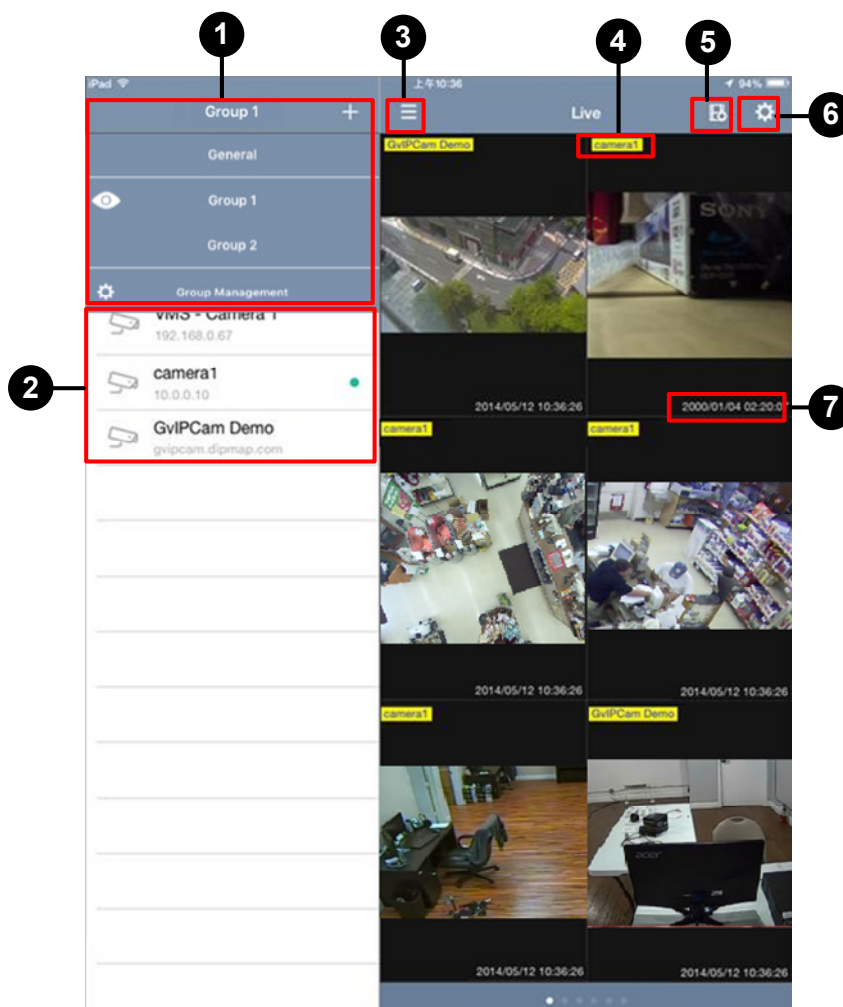 1
3
4
5
iPad
上午10:36
94%
Group 1
+
Live
6
General
GvIPCam Demo
camera1
Group 1
SONY
Group 2
Group Management
VMS - Camera 1
192.168.0.67
2
camera1
10.0.0.10
2014/05/12 10:36:26
2000/01/04 02:20:07
7
GvIPCam Demo
gvipcam.dipmap.com
camera1
camera1
2014/05/12 10:36:26
2014/05/12 10:36:26
camera1
GvIPCam Demo
acer
2014/05/12 10:36:26
2014/05/12 10:36:26